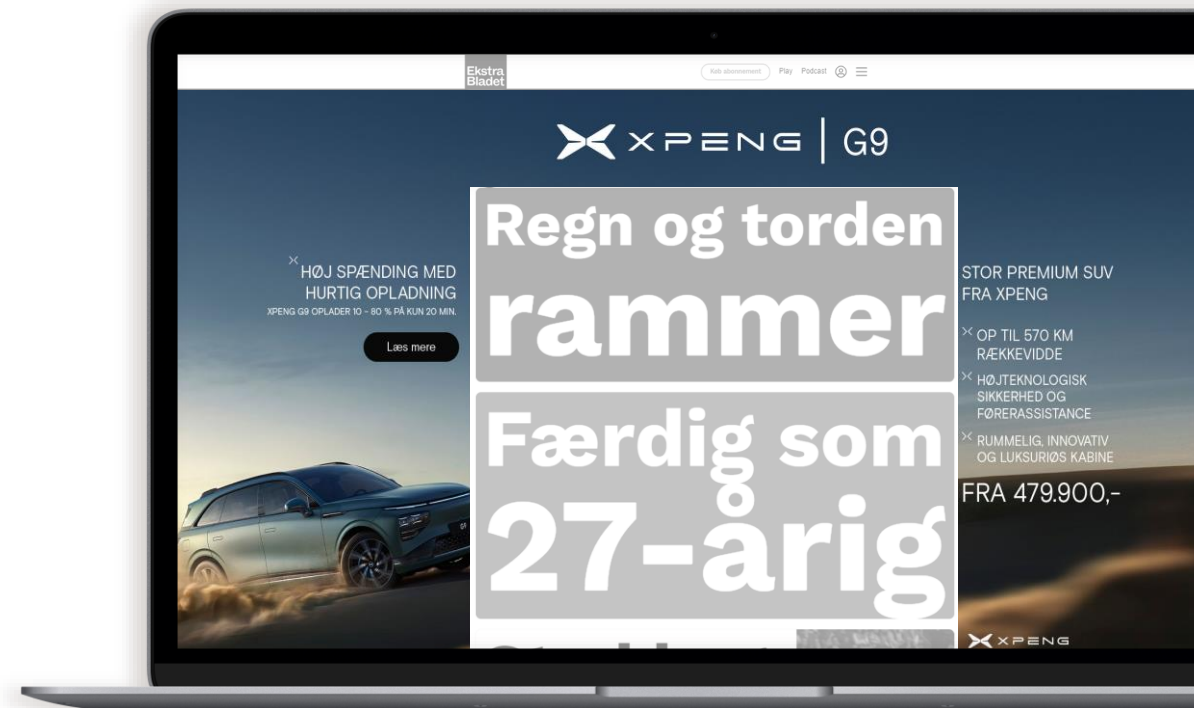 Ekstra
Bladet
Køb abonnement
Play
Podcast
XPENG | G9
HØJ SPÆNDING MED
HURTIG OPLADNING
XPENG G9 OPLADER 10 - 80 % PÅ KUN 20 MIN.
Læs mere
Regn og torden
rammer
Færdig som
27-årig
STOR PREMIUM SUV
FRA XPENG
OP TIL 570 KM
RÆKKEVIDDE
HØJTEKNOLOGISK
SIKKERHED OG
FØRERASSISTANCE
RUMMELIG, INNOVATIV
OG LUKSURIØS KABINE
FRA 479.900,-
XPENG